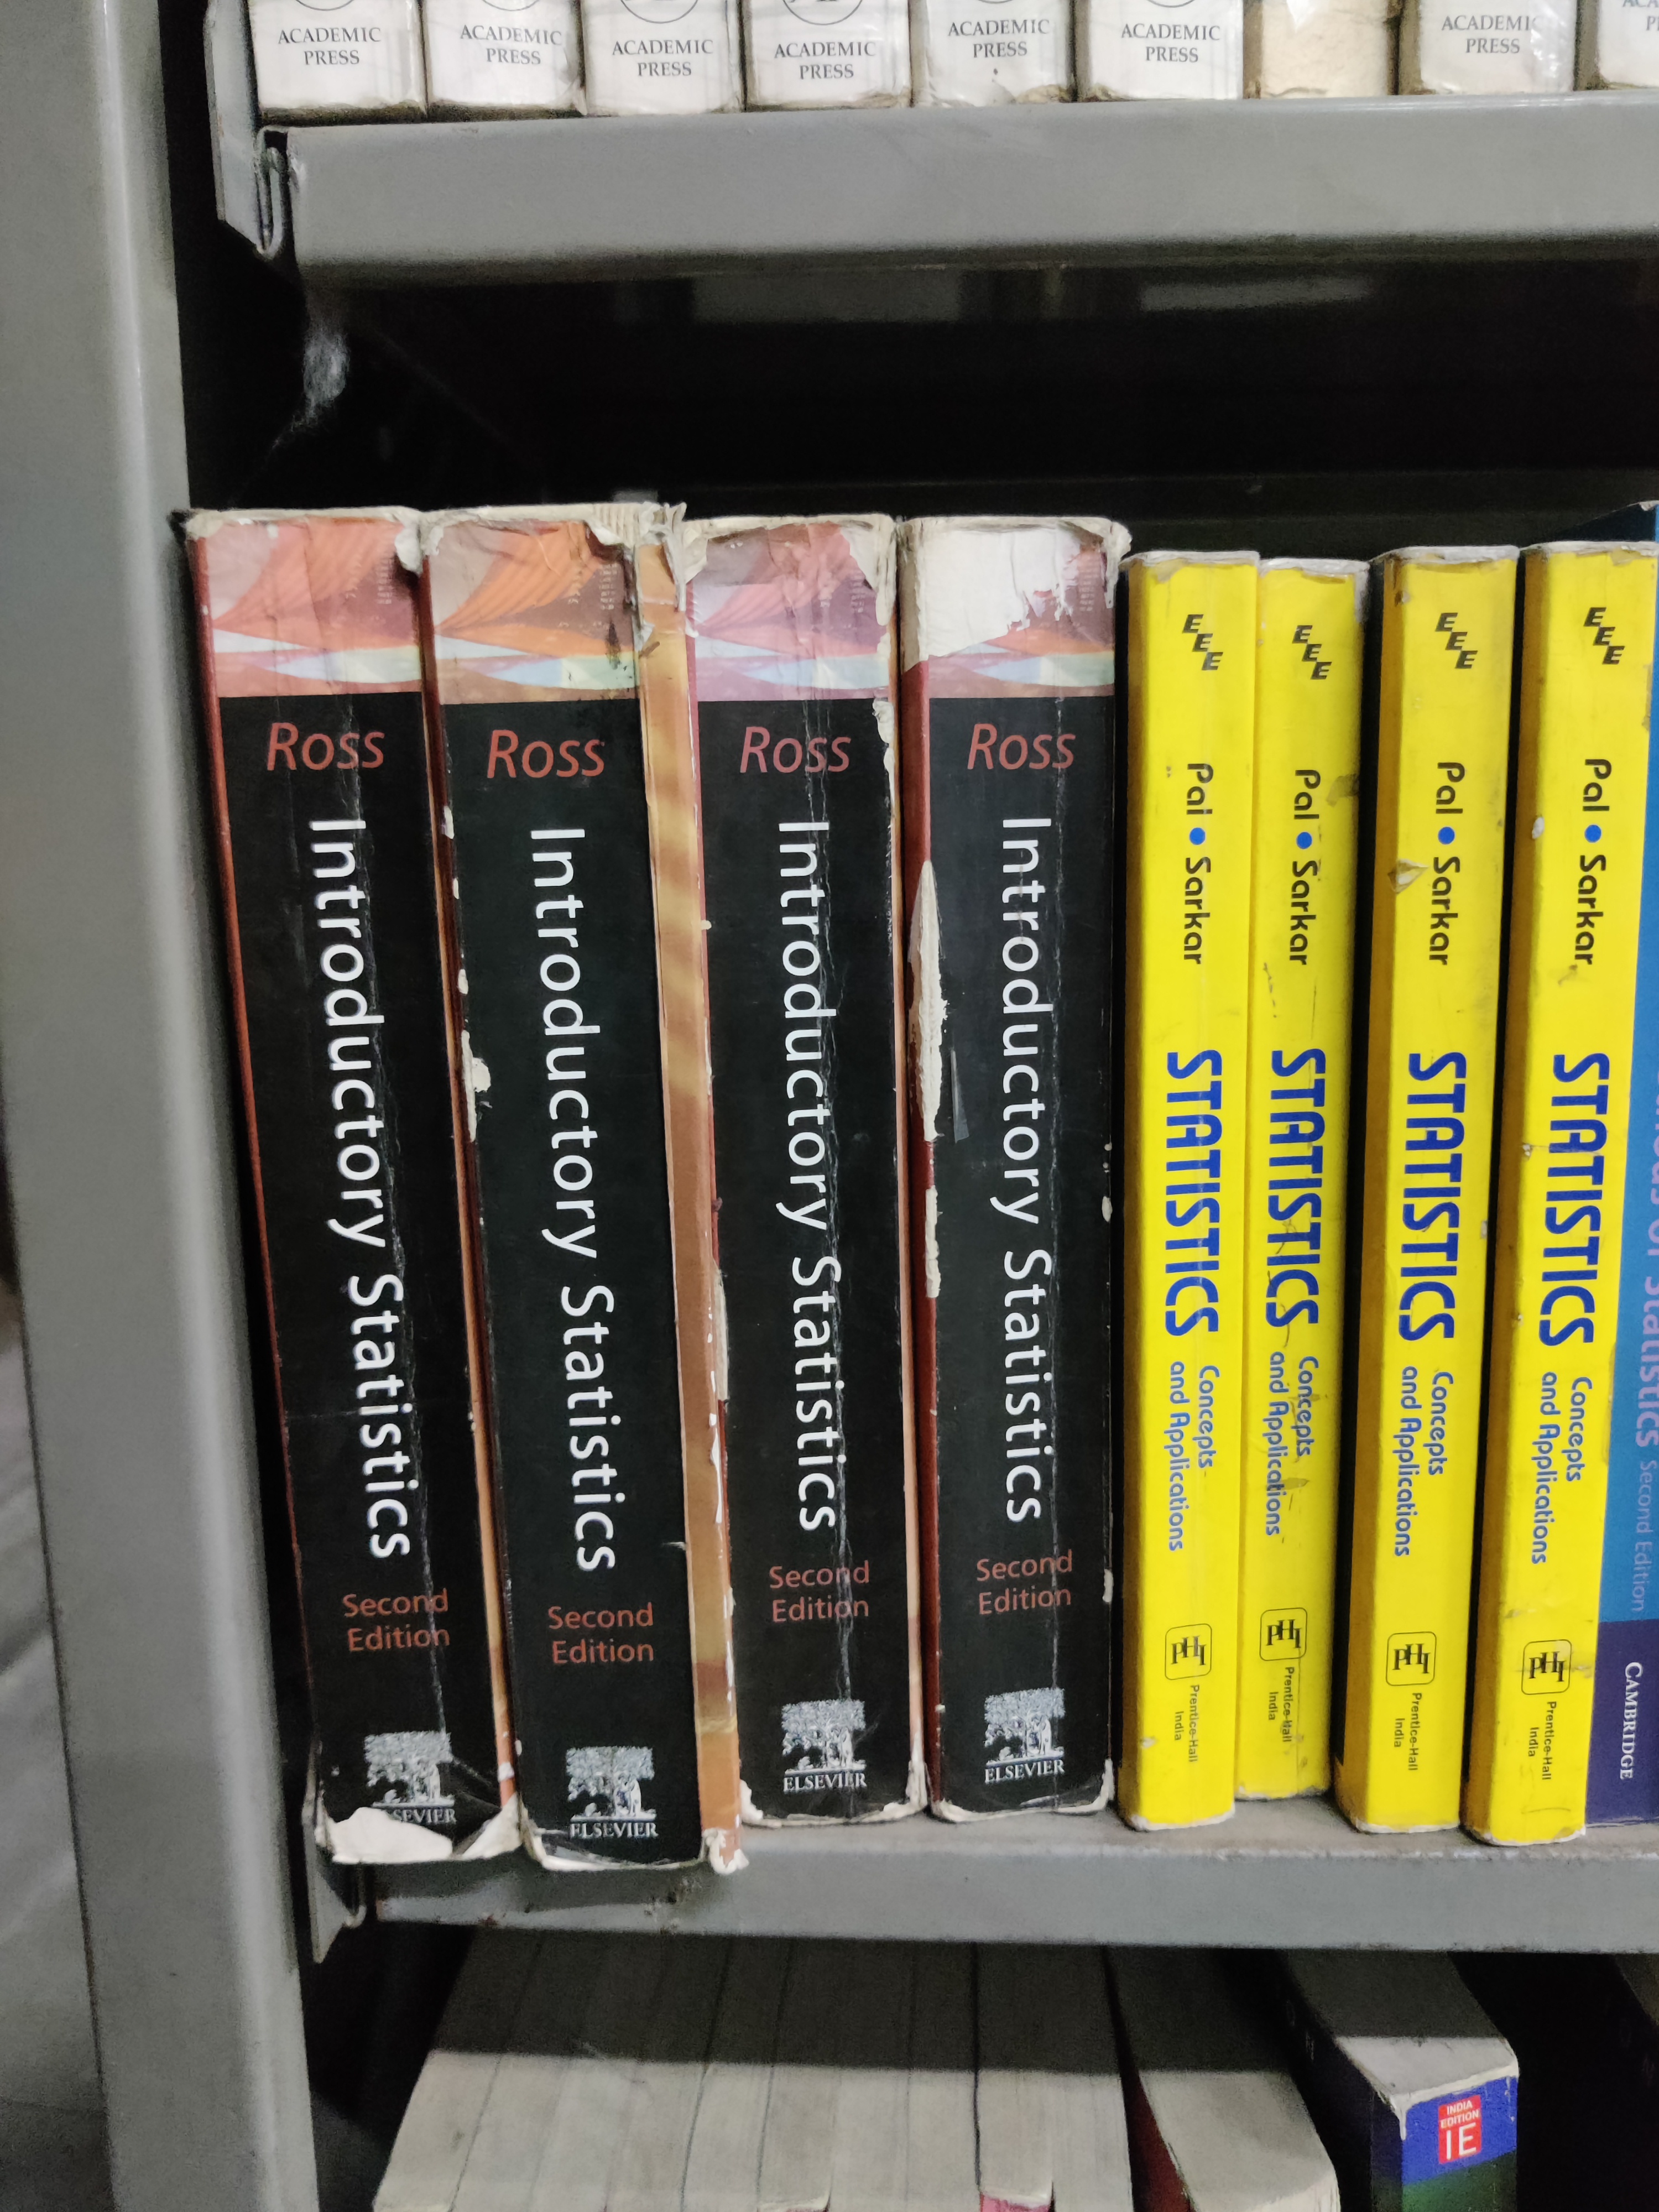 ACADEMIC
PRESS
ACADEMIC
PRESS
ACADEMIC
PRESS
ACADEMIC
PRESS
ACADEMIC
PRESS
ACADEMIC
PRESS
ACADEMIC
PRESS
Ross
Introductory Statistics
Second
Edition
SEVIER
Ross
Introductory Statistics
Second
Edition
ELSEVIER
Ross
Introductory Statistics
Second
Edition
ELSEVIER
Ross
Introductory Statistics
Second
Edition
ELSEVIER
EEE
Pal • Sarkar
STATISTICS
Concepts
and Applications
PHI
Prentice-Hall
India
EEE
Pal • Sarkar
STATISTICS
Concepts
and Applications
PHI
Prentice-Hall
India
EEE
Pal • Sarkar
STATISTICS
Concepts
and Applications
PHI
Prentice-Hall
India
EEE
Pal • Sarkar
STATISTICS
Concepts
and Applications
PHI
Prentice-Hall
India
of Statistics Second Edition
CAMBRIDGE
INDIA
EDITION
IE